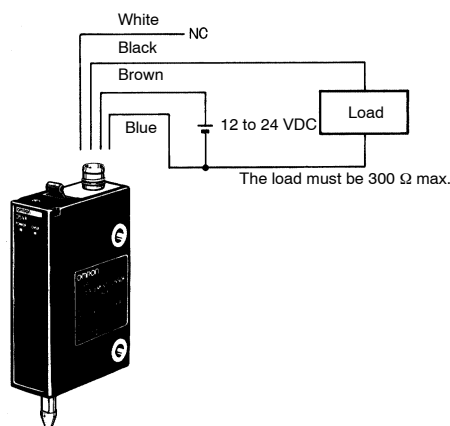 White
NC
Black
Brown
Load
Blue
12 to 24 VDC
The load must be 300 Ω max.
omron